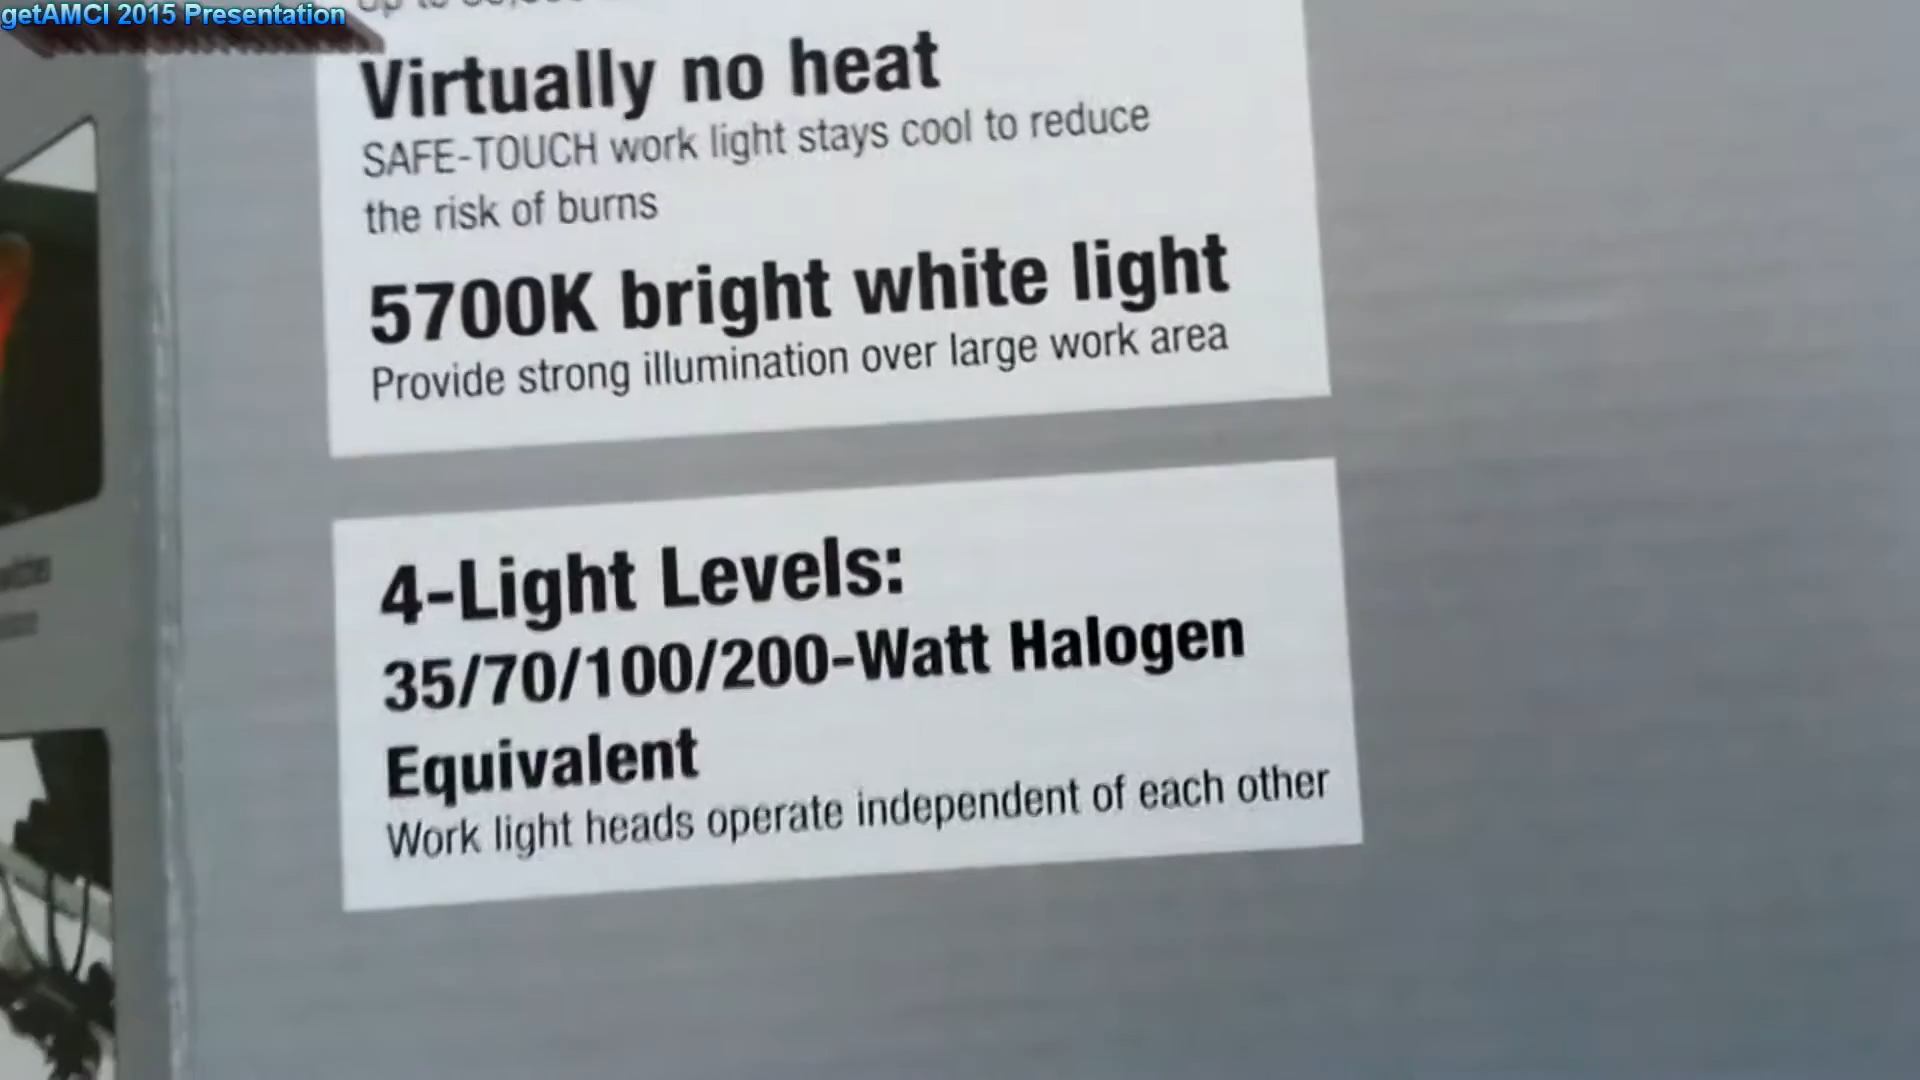 getAMCI 2015 Presentation
Up to
Virtually no heat
SAFE-TOUCH work light stays cool to reduce
the risk of burns
5700K bright white light
Provide strong illumination over large work area
4-Light Levels:
35/70/100/200-Watt Halogen
Equivalent
Work light heads operate independent of each other